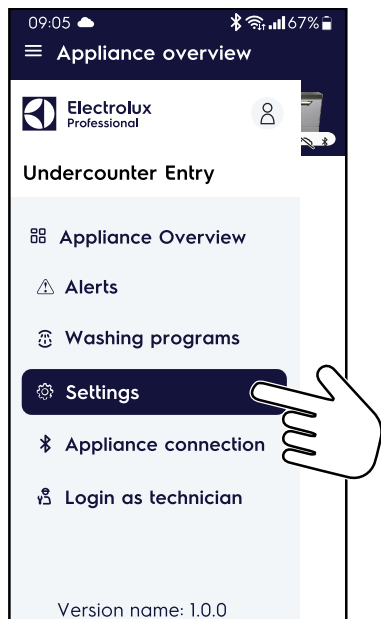 09:05 67%
Appliance overview
Electrolux
Professional
Undercounter Entry
Appliance Overview
Alerts
Washing programs
Settings
Appliance connection
Login as technician
Version name: 1.0.0